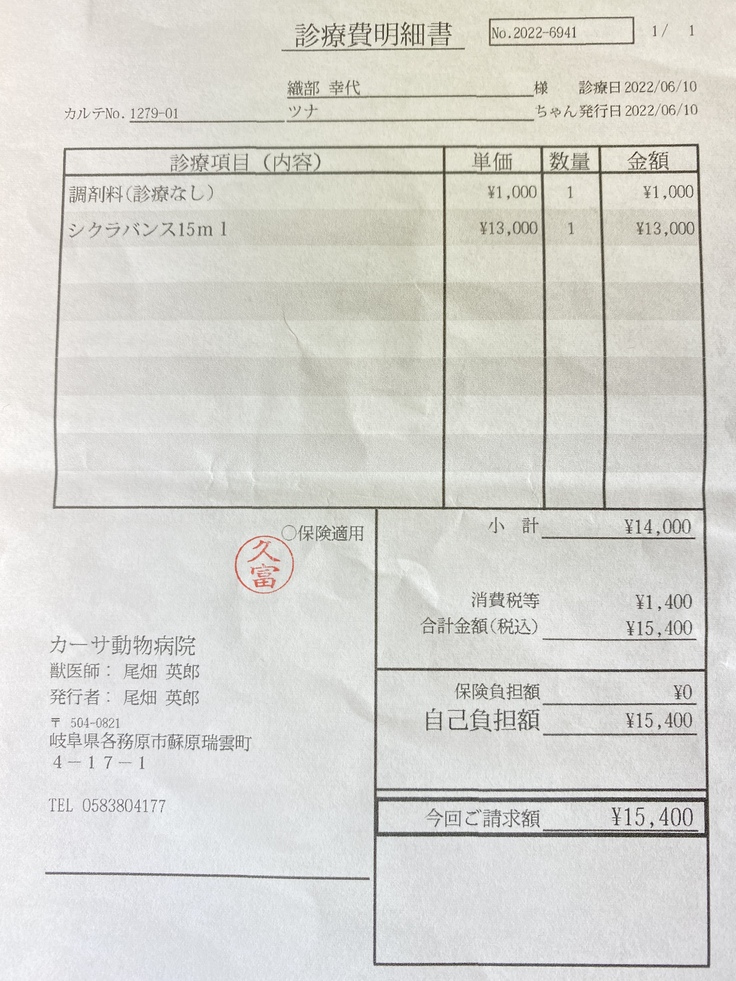 診療費明細書 No.2022-6941 1/ 1
織部 幸代 様 診療日 2022/06/10
カルテNo. 1279-01 ツナ ちゃん 発行日 2022/06/10
診療項目（内容） 単価 数量 金額
調剤料(診療なし) ¥1,000 1 ¥1,000
シクラバンス15ml ¥13,000 1 ¥13,000
小 計 ¥14,000
〇保険適用
久富
消費税等 ¥1,400
合計金額(税込) ¥15,400
カーサ動物病院
獣医師： 尾畑 英郎
発行者： 尾畑 英郎
〒 504-0821
岐阜県各務原市蘇原瑞雲町
４－１７－１
TEL 0583804177
保険負担額 ¥0
自己負担額 ¥15,400
今回ご請求額 ¥15,400